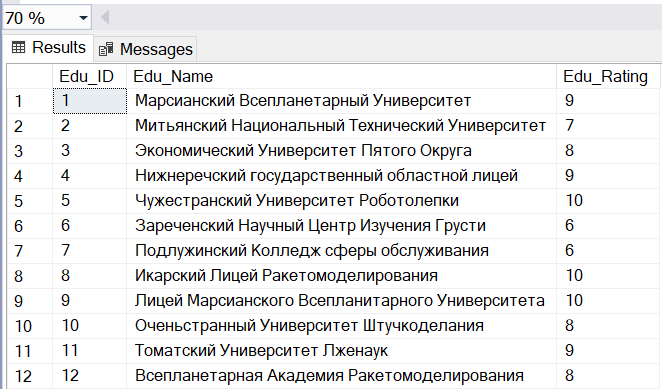 70 %
Results Messages
Edu_ID Edu_Name Edu_Rating
1 1 Марсианский Всепланетарный Университет 9
2 2 Митьянский Национальный Технический Университет 7
3 3 Экономический Университет Пятого Округа 8
4 4 Нижнеречский государственный областной лицей 9
5 5 Чужестранский Университет Роботолепки 10
6 6 Зареченский Научный Центр Изучения Грусти 6
7 7 Подлужинский Колледж сферы обслуживания 6
8 8 Икарский Лицей Ракетомоделирования 10
9 9 Лицей Марсианского Всепланитарного Университета 10
10 10 Оченьстранный Университет Штучкоделания 8
11 11 Томатский Университет Лженаук 9
12 12 Всепланетарная Академия Ракетомоделирования 8